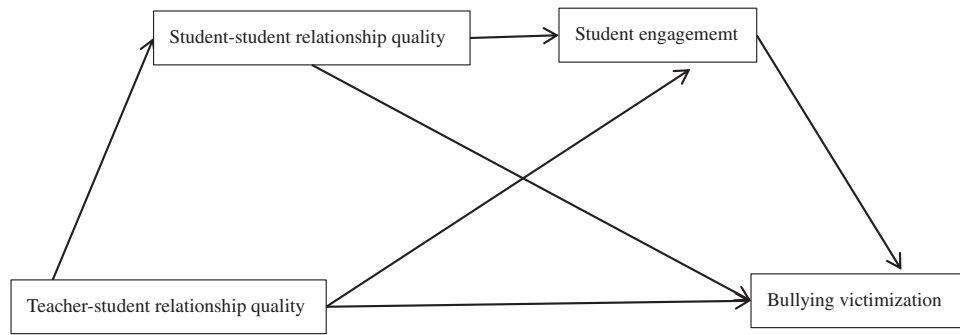 Student-student relationship quality
Student engagememt
Teacher-student relationship quality
Bullying victimization